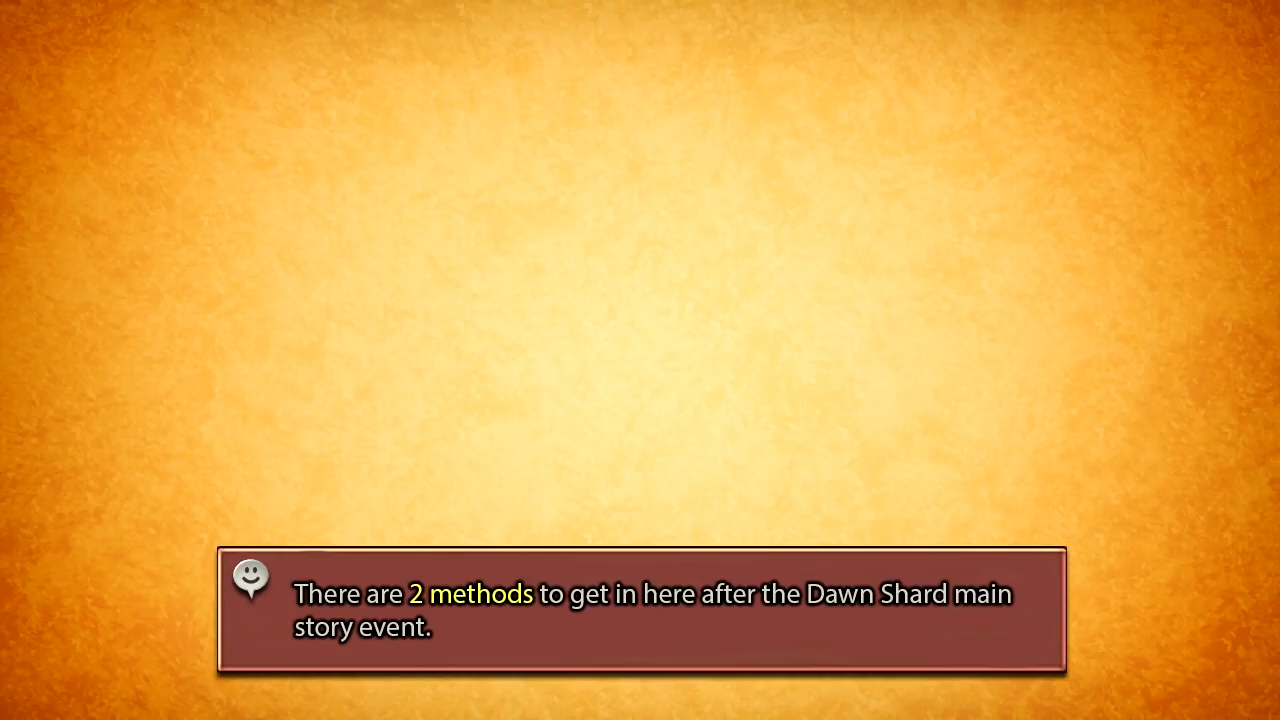 There are 2 methods to get in here after the Dawn Shard main
story event.